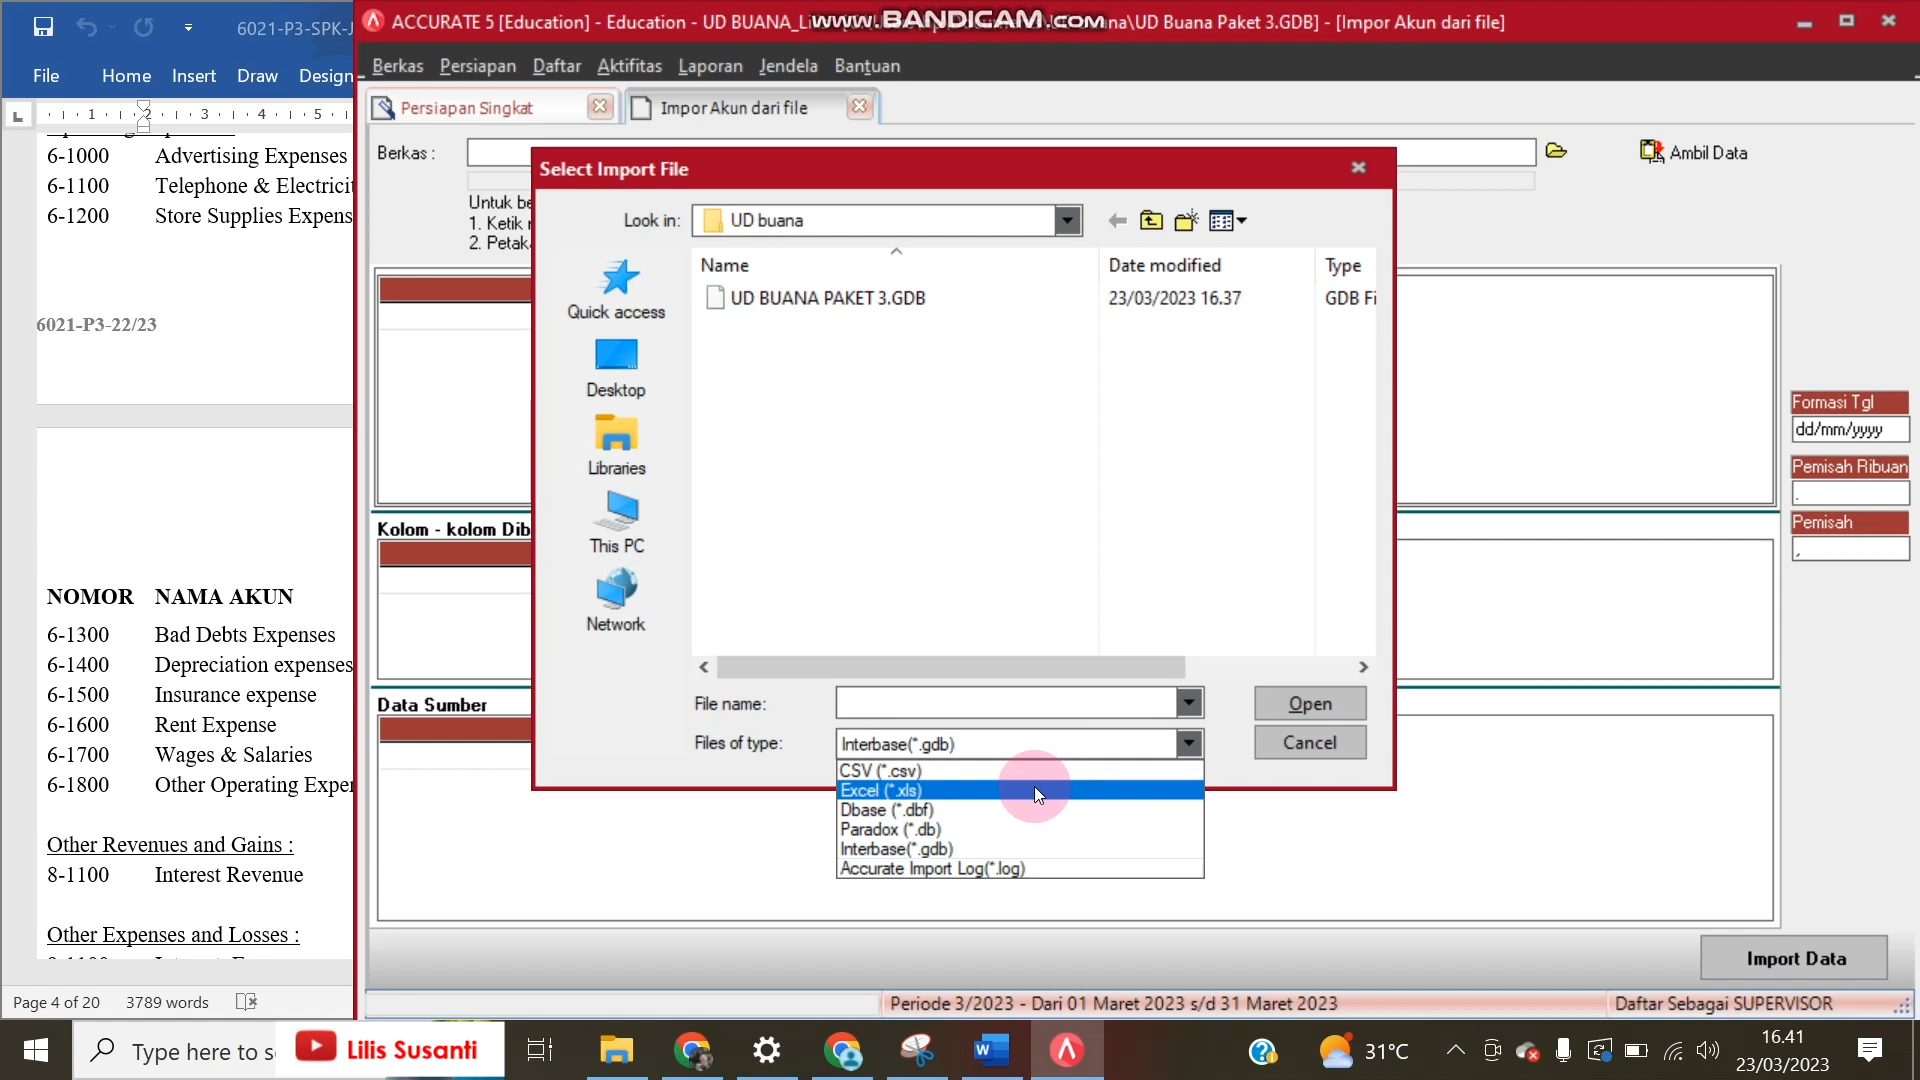 6021-P3-SPK-J
ACCURATE 5 [Education] - Education - UD BUANA_Li
www.BANDICAM.com
na\UD Buana Paket 3.GDB] - [Impor Akun dari file]
File Home Insert Draw Design
Berkas Persiapan Daftar Aktifitas Laporan Jendela Bantuan
Persiapan Singkat
Impor Akun dari file
1 2 3 4 5
6-1000 Advertising Expenses
6-1100 Telephone & Electricit
6-1200 Store Supplies Expens
6021-P3-22/23
NOMOR NAMA AKUN
6-1300 Bad Debts Expenses
6-1400 Depreciation expenses
6-1500 Insurance expense
6-1600 Rent Expense
6-1700 Wages & Salaries
6-1800 Other Operating Exper
Other Revenues and Gains :
8-1100 Interest Revenue
Other Expenses and Losses :
Page 4 of 20 3789 words
Berkas :
Ambil Data
Untuk be
1. Ketik
2. Petak
Select Import File
Look in: UD buana
Name Date modified Type
UD BUANA PAKET 3.GDB 23/03/2023 16.37 GDB Fi
Quick access
Desktop
Libraries
This PC
Network
File name:
Open
Files of type: Interbase(*.gdb)
Cancel
CSV (*.csv)
Excel (*.xls)
Dbase (*.dbf)
Paradox (*.db)
Interbase(*.gdb)
Accurate Import Log(*.log)
Kolom - kolom Dib
Data Sumber
Formasi Tgl
dd/mm/yyyy
Pemisah Ribuan
.
Pemisah
,
Import Data
Periode 3/2023 - Dari 01 Maret 2023 s/d 31 Maret 2023
Daftar Sebagai SUPERVISOR
Type here to s
Lilis Susanti
31°C
16.41
23/03/2023